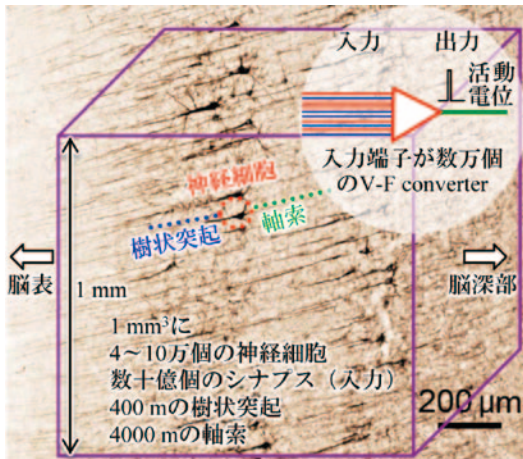 入力
出力
活動
電位
入力端子が数万個
のV-F converter
神経細胞
樹状突起
軸索
脳表
脳深部
1 mm
1 mm³に
4～10万個の神経細胞
数十億個のシナプス（入力）
400 mの樹状突起
4000 mの軸索
200 μm